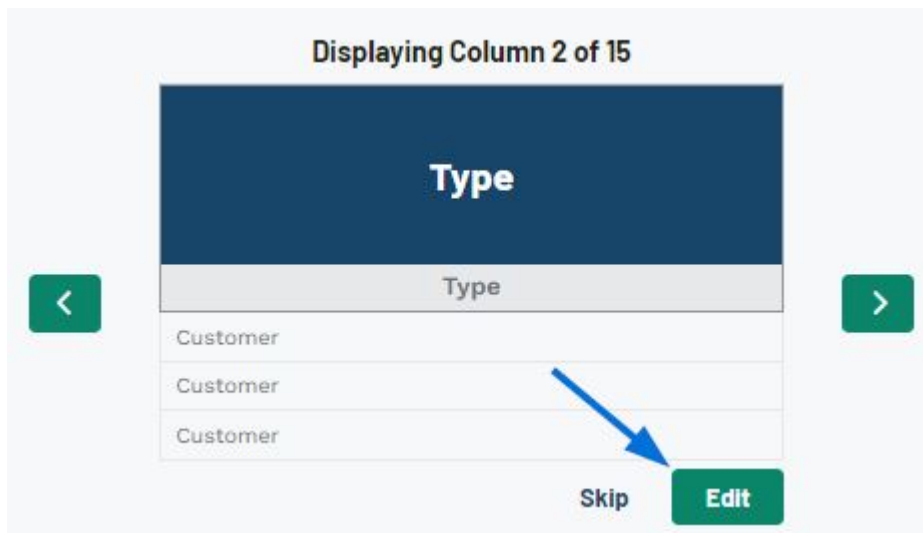 Displaying Column 2 of 15
Type
Type
Customer
Customer
Customer
Skip Edit